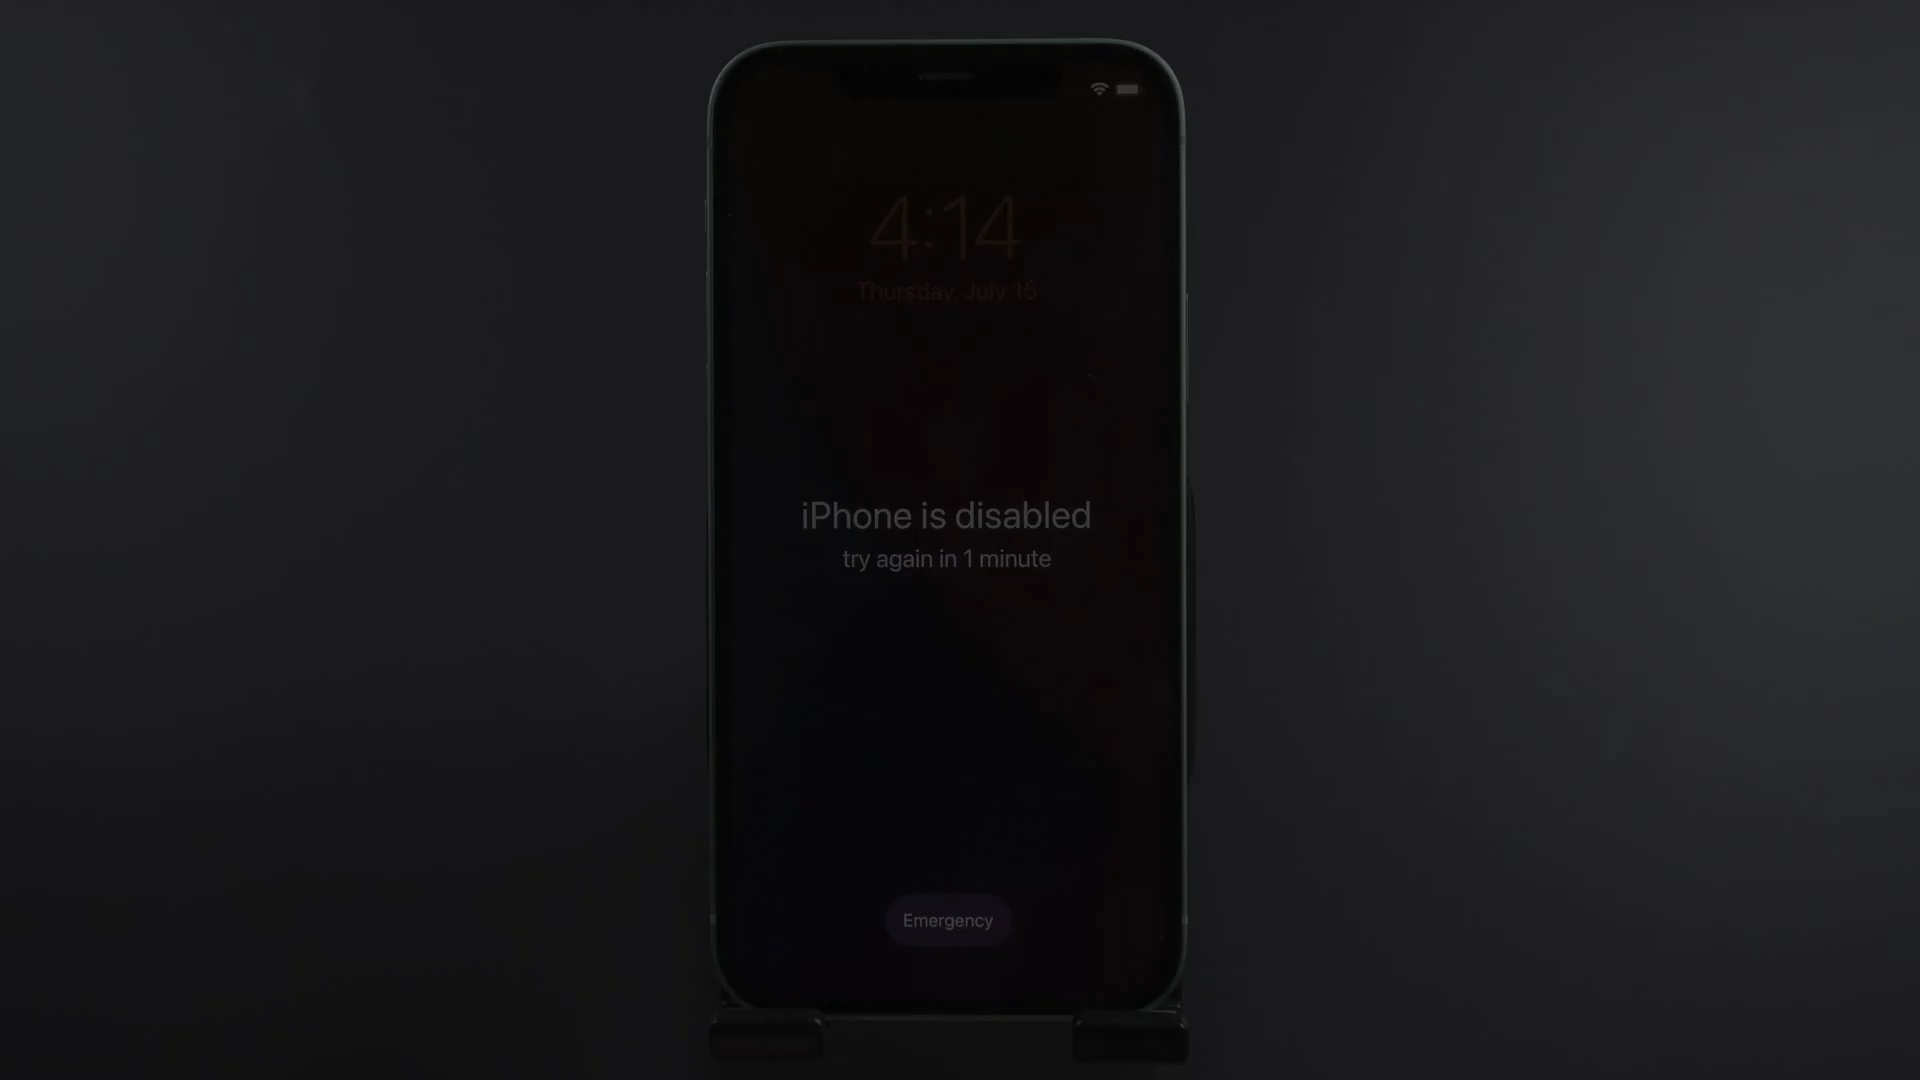 4:14
Thursday, July 15
iPhone is disabled
try again in 1 minute
Emergency